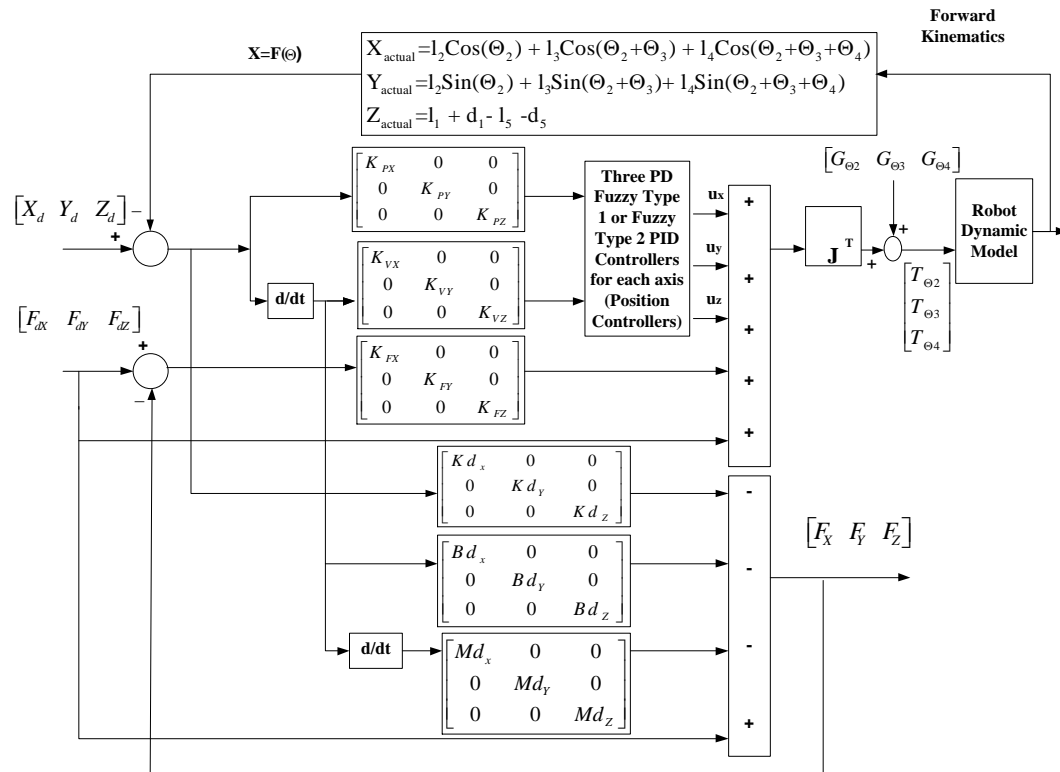 Forward
Kinematics
X=F(Θ)
X_actual=l_2Cos(Θ_2) + l_3Cos(Θ_2+Θ_3) + l_4Cos(Θ_2+Θ_3+Θ_4)
Y_actual=l_2Sin(Θ_2) + l_3Sin(Θ_2+Θ_3)+ l_4Sin(Θ_2+Θ_3+Θ_4)
Z_actual=l_1 + d_1- l_5 -d_5
[X_d Y_d Z_d] −
+
K_PX 0 0
0 K_PY 0
0 0 K_PZ
Three PD
Fuzzy Type
1 or Fuzzy
Type 2 PID
Controllers
for each axis
(Position
Controllers)
u_x
u_y
u_z
+
+
+
+
+
[G_Θ2 G_Θ3 G_Θ4]
J^T
+
+
Robot
Dynamic
Model
T_Θ2
T_Θ3
T_Θ4
d/dt
K_VX 0 0
0 K_VY 0
0 0 K_VZ
[F_dX F_dY F_dZ]
+
−
K_FX 0 0
0 K_FY 0
0 0 K_FZ
Kd_x 0 0
0 Kd_Y 0
0 0 Kd_Z
-
-
-
+
[F_X F_Y F_Z]
Bd_x 0 0
0 Bd_Y 0
0 0 Bd_Z
d/dt
Md_x 0 0
0 Md_Y 0
0 0 Md_Z